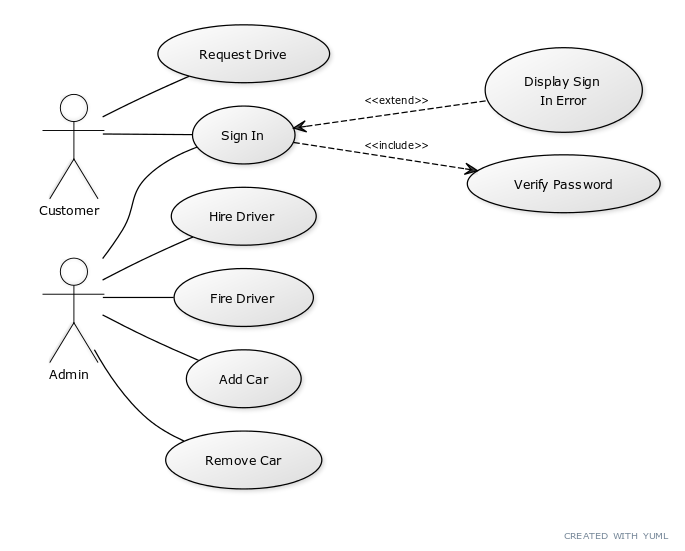 Request Drive
Display Sign
In Error
<<extend>>
Sign In
<<include>>
Verify Password
Customer
Hire Driver
Fire Driver
Admin
Add Car
Remove Car
CREATED WITH YUML